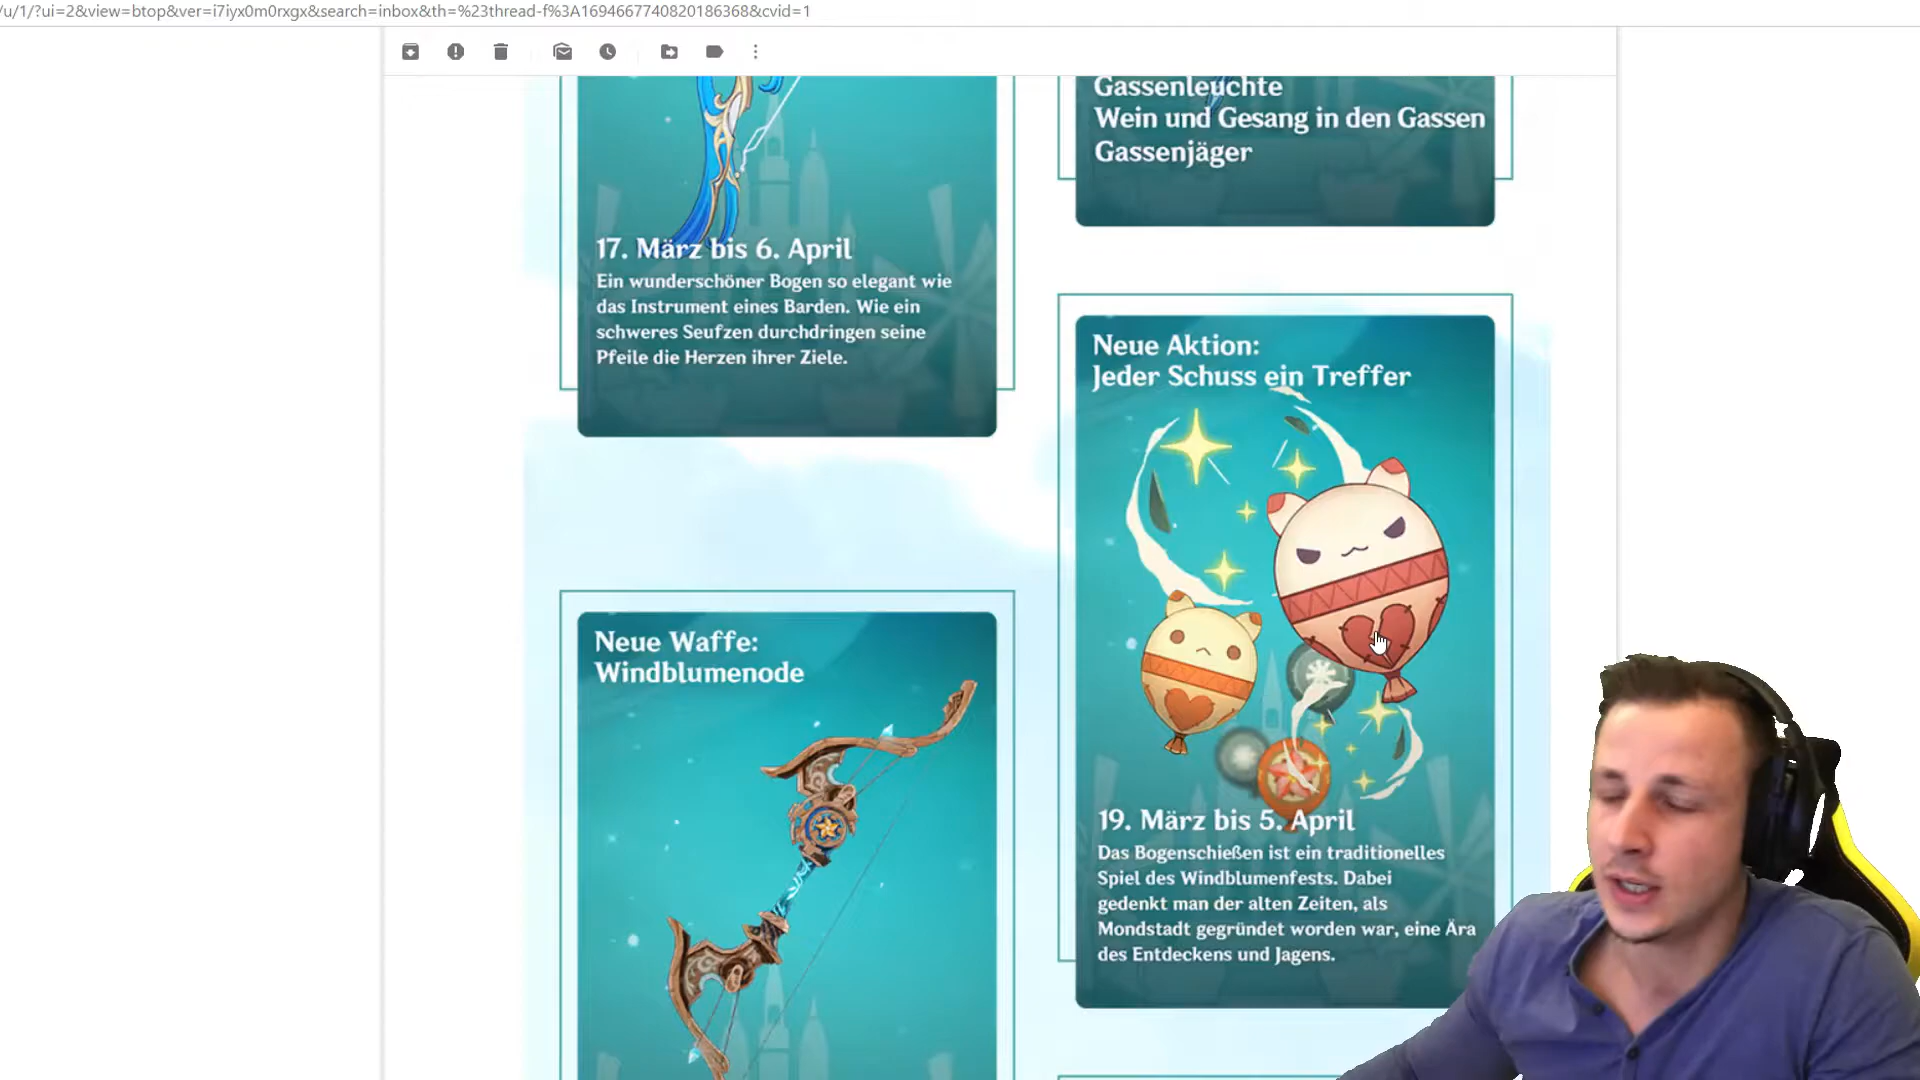 /u/1/?ui=2&view=btop&ver=i7iyx0m0rxgx&search=inbox&th=%23thread-f%3A1694667740820186368&cvid=1
Gassenleuchte
Wein und Gesang in den Gassen
Gassenjäger
17. März bis 6. April
Ein wunderschöner Bogen so elegant wie
das Instrument eines Barden. Wie ein
schweres Seufzen durchdringen seine
Pfeile die Herzen ihrer Ziele.
Neue Aktion:
Jeder Schuss ein Treffer
19. März bis 5. April
Das Bogenschießen ist ein traditionelles
Spiel des Windblumenfests. Dabei
gedenkt man der alten Zeiten, als
Mondstadt gegründet worden war, eine Ära
des Entdeckens und Jagens.
Neue Waffe:
Windblumenode